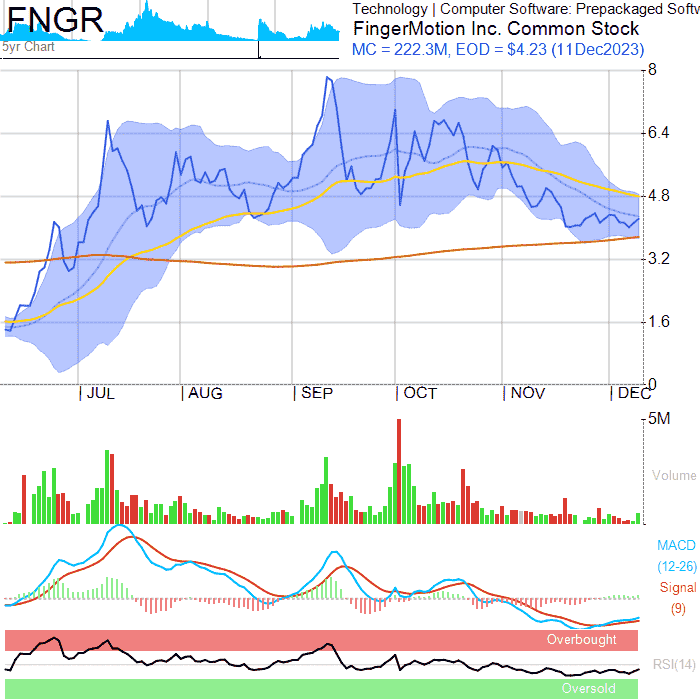 FNGR
5yr Chart
Technology | Computer Software: Prepackaged Softw
FingerMotion Inc. Common Stock
MC = 222.3M, EOD = $4.23 (11Dec2023)
8
6.4
4.8
3.2
1.6
0
JUL AUG SEP OCT NOV DEC
5M
Volume
MACD
(12-26)
Signal
(9)
Overbought
RSI(14)
Oversold